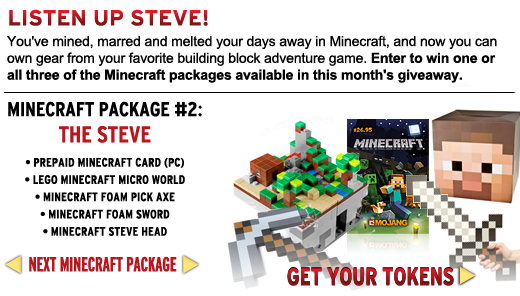 LISTEN UP STEVE!
You've mined, marred and melted your days away in Minecraft, and now you can
own gear from your favorite building block adventure game. Enter to win one or
all three of the Minecraft packages available in this month's giveaway.
MINECRAFT PACKAGE #2:
THE STEVE
• PREPAID MINECRAFT CARD (PC)
• LEGO MINECRAFT MICRO WORLD
• MINECRAFT FOAM PICK AXE
• MINECRAFT FOAM SWORD
• MINECRAFT STEVE HEAD
€26.95
MINECRAFT
MOJANG
NEXT MINECRAFT PACKAGE
GET YOUR TOKENS